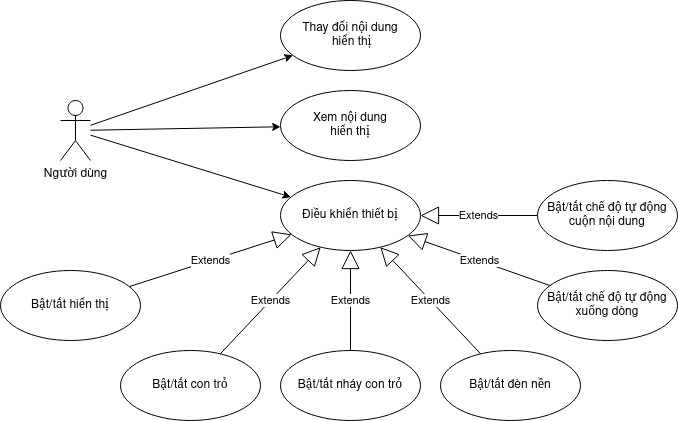 Thay đổi nội dung
hiển thị
Xem nội dung
hiển thị
Người dùng
Bật/tắt chế độ tự động
cuộn nội dung
Điều khiển thiết bị
Extends
Extends
Extends
Bật/tắt hiển thị
Bật/tắt chế độ tự động
xuống dòng
Extends
Extends
Extends
Bật/tắt con trỏ
Bật/tắt nháy con trỏ
Bật/tắt đèn nền